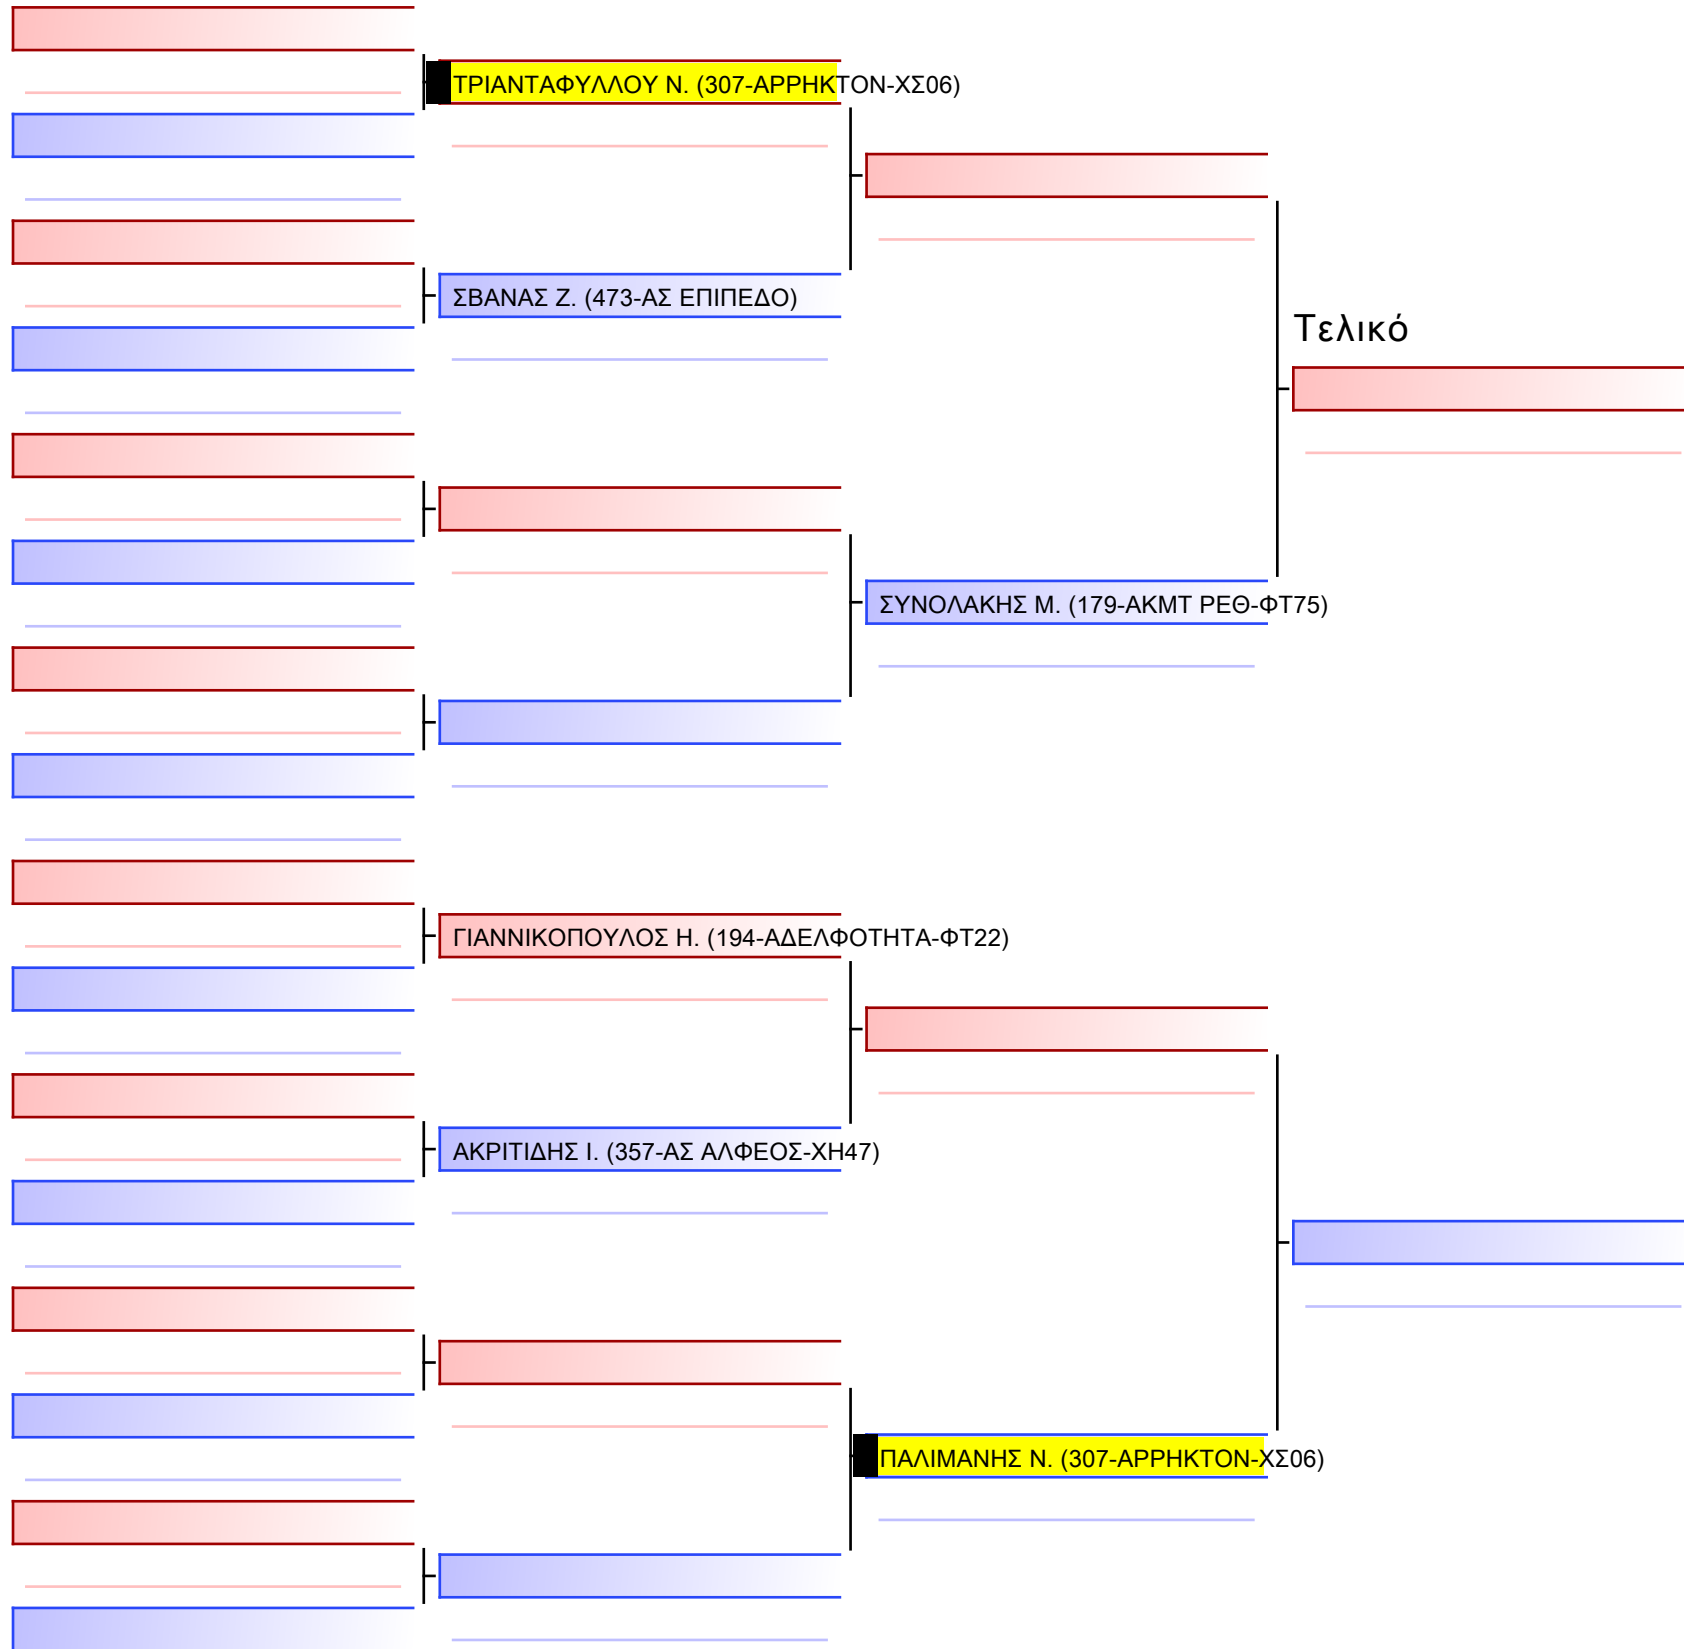 ΤΡΙΑΝΤΑΦΥΛΛΟΥ Ν. (307-ΑΡΡΗΚΤΟΝ-ΧΣ06)
ΣΒΑΝΑΣ Ζ. (473-ΑΣ ΕΠΙΠΕΔΟ)
Τελικό
ΣΥΝΟΛΑΚΗΣ Μ. (179-ΑΚΜΤ ΡΕΘ-ΦΤ75)
ΓΙΑΝΝΙΚΟΠΟΥΛΟΣ Η. (194-ΑΔΕΛΦΟΤΗΤΑ-ΦΤ22)
ΑΚΡΙΤΙΔΗΣ Ι. (357-ΑΣ ΑΛΦΕΟΣ-ΧΗ47)
ΠΑΛΙΜΑΝΗΣ Ν. (307-ΑΡΡΗΚΤΟΝ-ΧΣ06)